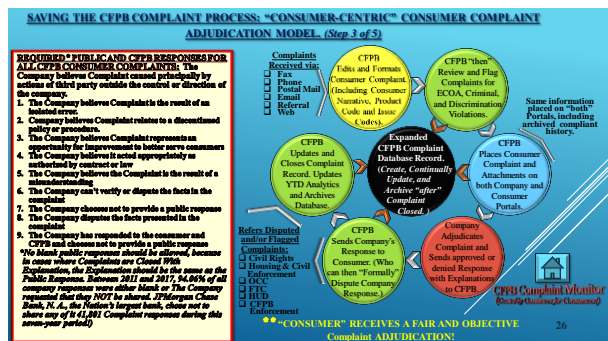 SAVING THE CFPB COMPLAINT PROCESS: “CONSUMER-CENTRIC” CONSUMER COMPLAINT
ADJUDICATION MODEL. (Step 3 of 5)
REQUIRED* PUBLIC AND CFPB RESPONSES FOR
ALL CFPB CONSUMER COMPLAINTS: The
Company believes Complaint caused principally by
actions of third party outside the control or direction of
the company.
1. The Company believes Complaint is the result of an
isolated error.
2. Company believes Complaint relates to a discontinued
policy or procedure.
3. The Company believes Complaint represents an
opportunity for improvement to better serve consumers
4. The Company believes it acted appropriately as
authorized by contract or law
5. The Company believes the Complaint is the result of a
misunderstanding
6. The Company can't verify or dispute the facts in the
complaint
7. The Company chooses not to provide a public response
8. The Company disputes the facts presented in the
complaint
9. The Company has responded to the consumer and
CFPB and chooses not to provide a public response
*No blank public responses should be allowed, because
in cases where Complaints are Closed With
Explanation, the Explanation should be the same as the
Public Response. Between 2011 and 2017, 94.06% of all
company responses were either blank or The Company
requested that they NOT be shared. JPMorgan Chase
Bank, N. A., the Nation's largest bank, chose not to
share any of it 41,801 Complaint responses during this
seven-year period!)
Complaints
Received via:
❑ Fax
❑ Phone
❑ Postal Mail
❑ Email
❑ Referral
❑ Web
CFPB
Edits and Formats
Consumer Complaint.
(Including Consumer
Narrative, Product
Code and Issue
Codes).
CFPB “then”
Review and Flag
Complaints for
ECOA, Criminal,
and Discrimination
Violations.
Same information
placed on “both”
Portals, including
archived complaint
history.
CFPB
Updates and
Closes Complaint
Record. Updates
YTD Analytics
and Archives
Database.
Expanded
CFPB Complaint
Database Record.
(Create, Continually
Update, and
Archive “after”
Complaint
Closed. )
CFPB
Places Consumer
Complaint and
Attachments on
both Company and
Consumer
Portals.
Refers Disputed
and/or Flagged
Complaints:
❑ Civil Rights
❑ Housing & Civil
Enforcement
❑ OCC
❑ FTC
❑ HUD
❑ CFPB
Enforcement
CFPB
Sends Company's
Response to
Consumer. (Who
can then “Formally”
Dispute Company
Response.)
Company
Adjudicates
Complaint and
Sends approved or
denied Response
with Explanations
to CFPB.
CFPB Complaint Monitor
**“CONSUMER” RECEIVES A FAIR AND OBJECTIVE
Complaint ADJUDICATION!
26